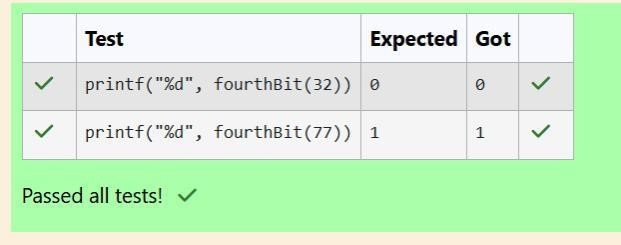 Test Expected Got
printf("%d", fourthBit(32)) 0 0
printf("%d", fourthBit(77)) 1 1
Passed all tests!